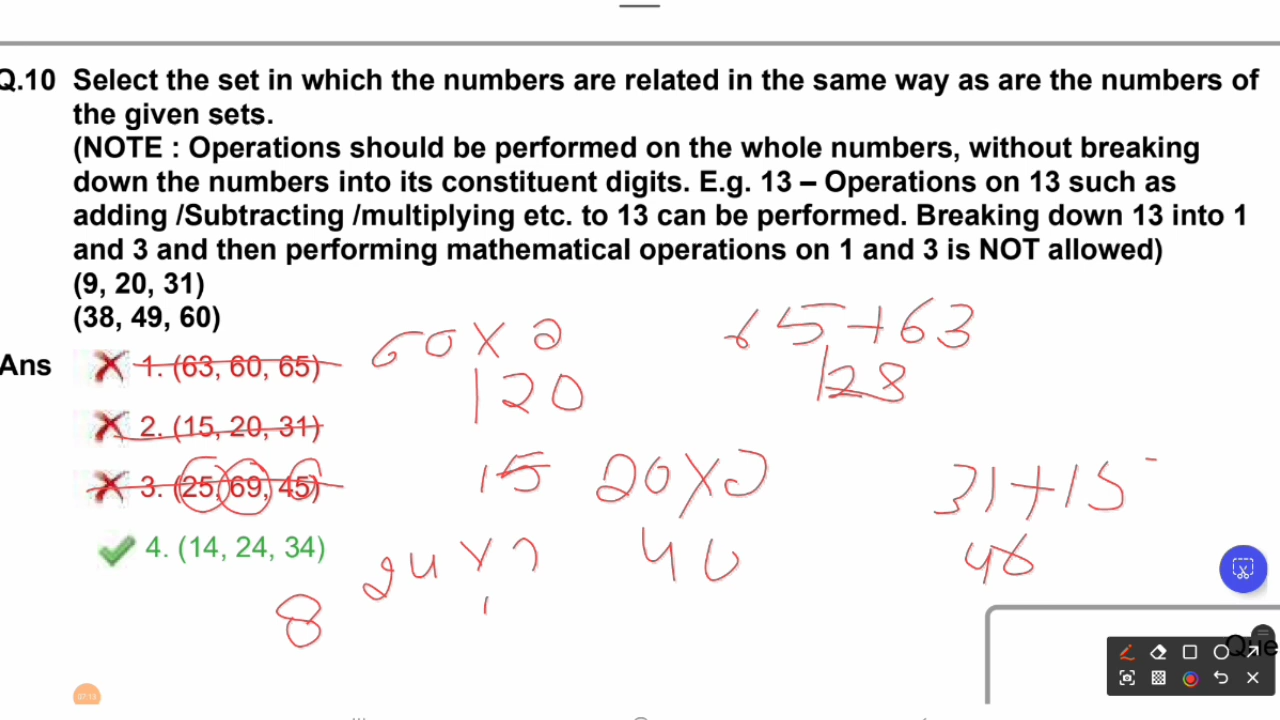 Q.10 Select the set in which the numbers are related in the same way as are the numbers of
the given sets.
(NOTE : Operations should be performed on the whole numbers, without breaking
down the numbers into its constituent digits. E.g. 13 – Operations on 13 such as
adding /Subtracting /multiplying etc. to 13 can be performed. Breaking down 13 into 1
and 3 and then performing mathematical operations on 1 and 3 is NOT allowed)
(9, 20, 31)
(38, 49, 60)
60 X 2
65+63
Ans
1. (63, 60, 65)
120
128
2. (15, 20, 31)
3. (25, 69, 45)
15
20X2
31+15
4. (14, 24, 34)
40
46
8
Que